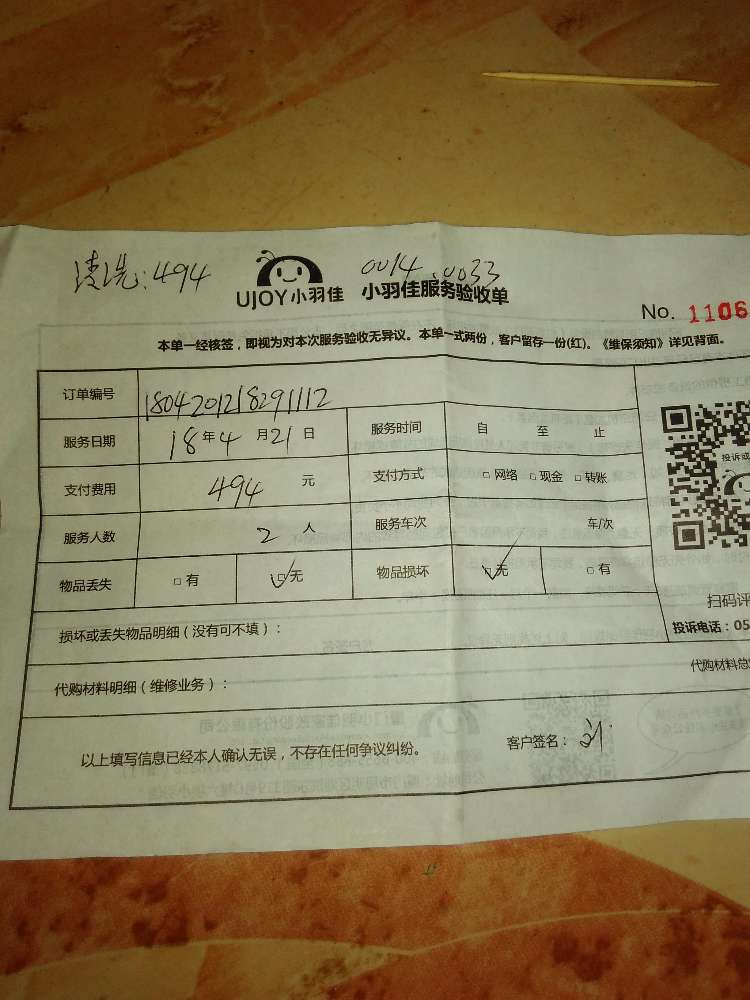 清洗:494
0014.0033
UJOY小羽佳 小羽佳服务验收单
No. 1106
本单一经核签，即视为对本次服务验收无异议。本单一式两份，客户留存一份(红)。《维保须知》详见背面。
订单编号 1804201218291112
服务日期 18年4月21日 服务时间 自 至 止
支付费用 494 元 支付方式 □网络 □现金 □转账
服务人数 2 人 服务车次 车/次
物品丢失 □有 □无 物品损坏 □无 □有
投诉或
扫码评
投诉电话：05
损坏或丢失物品明细（没有可不填）：
代购材料明细（维修业务）： 代购材料总
以上填写信息已经本人确认无误，不存在任何争议纠纷。 客户签名：刘